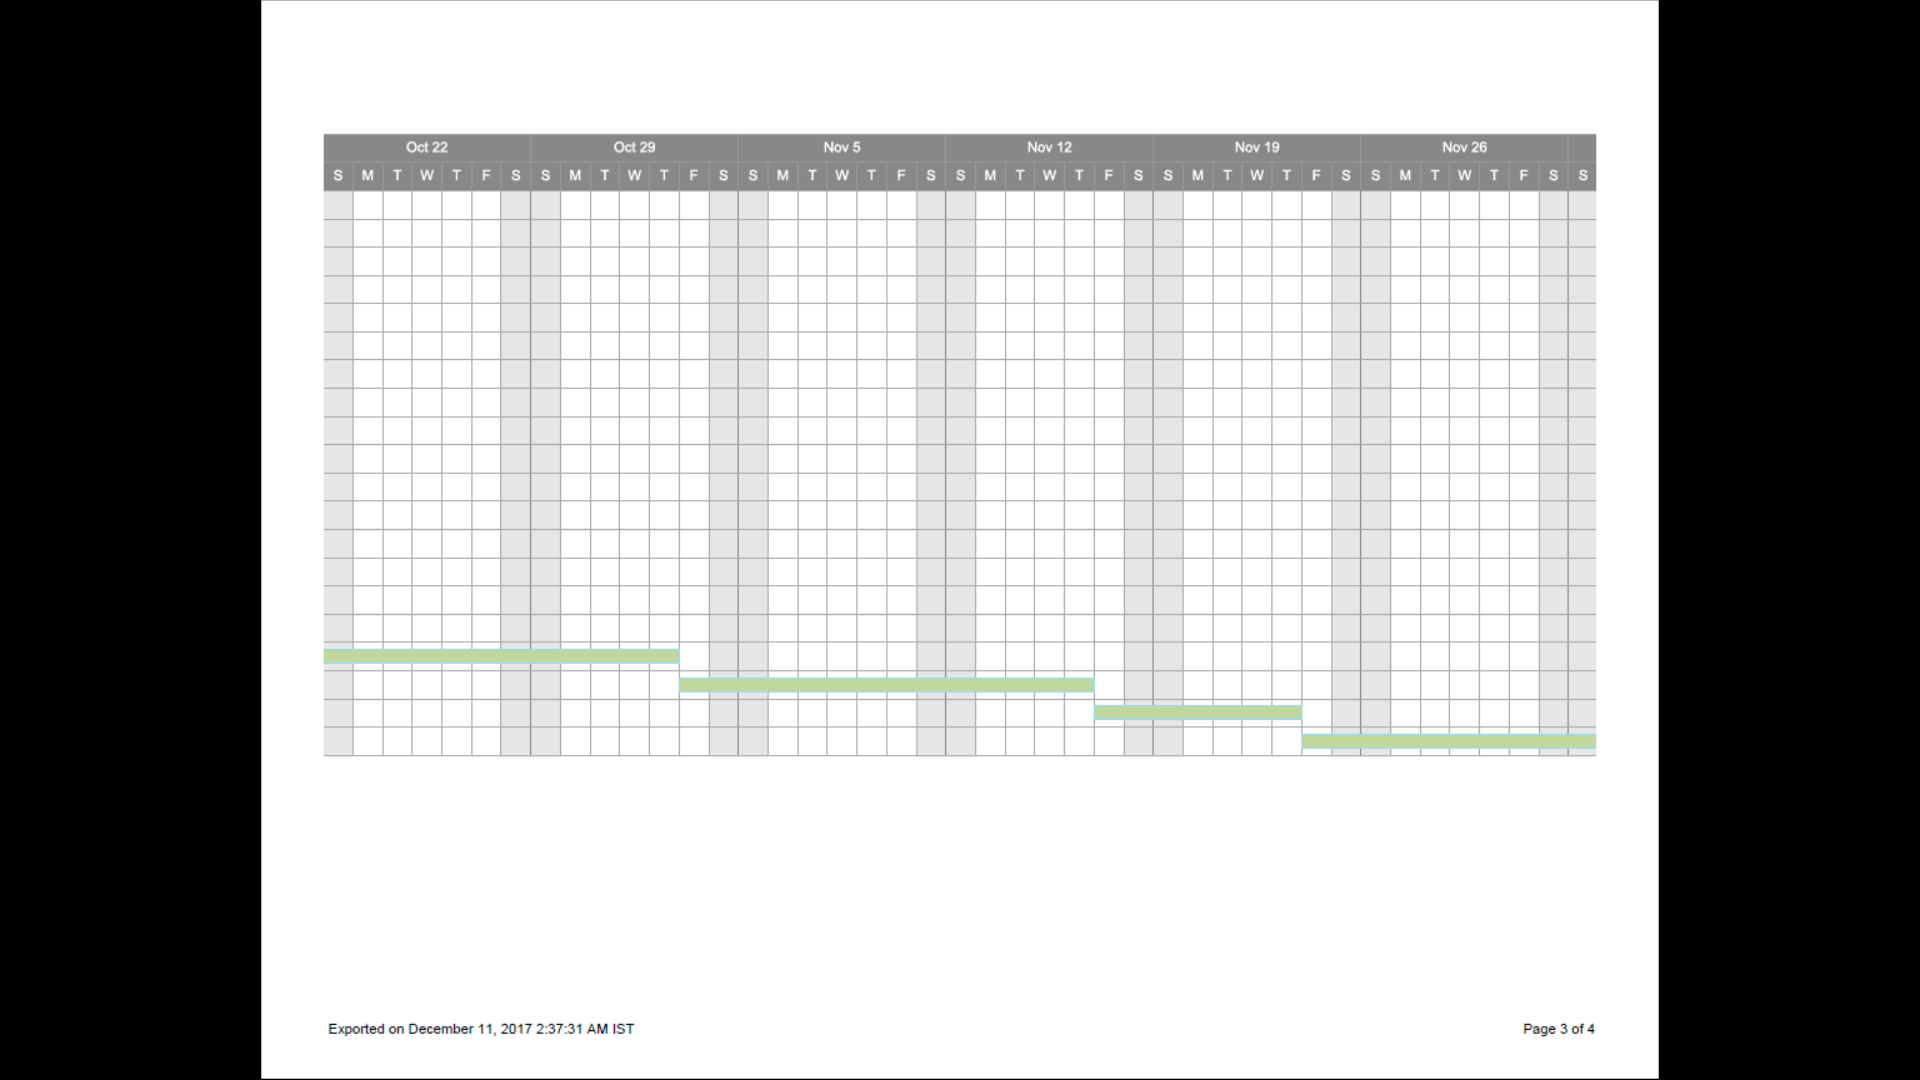 Oct 22 Oct 29 Nov 5 Nov 12 Nov 19 Nov 26
S M T W T F S S M T W T F S S M T W T F S S M T W T F S S M T W T F S S M T W T F S S
Exported on December 11, 2017 2:37:31 AM IST
Page 3 of 4